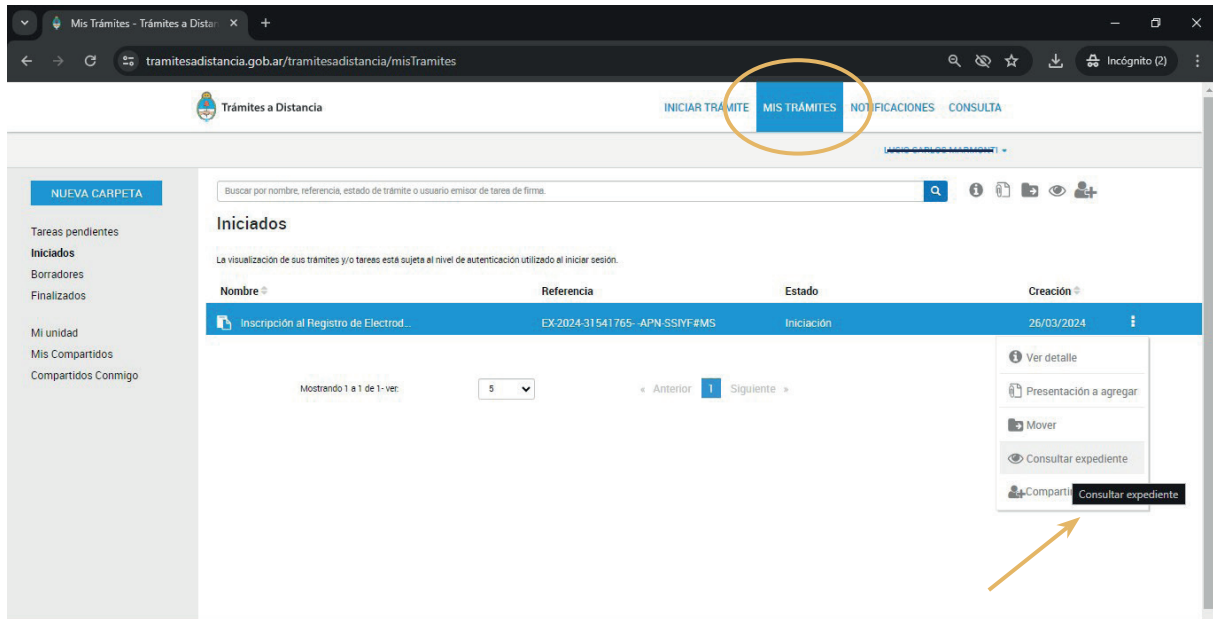 Mis Trámites - Trámites a Distan
tramitesadistancia.gob.ar/tramitesadistancia/misTramites
Incógnito (2)
Trámites a Distancia
INICIAR TRÁMITE MIS TRÁMITES NOTIFICACIONES CONSULTA
NUEVA CARPETA
Buscar por nombre, referencia, estado de trámite o usuario emisor de tarea de firma.
Tareas pendientes
Iniciados
Borradores
Finalizados
Mi unidad
Mis Compartidos
Compartidos Conmigo
Iniciados
La visualización de sus trámites y/o tareas está sujeta al nivel de autenticación utilizado al iniciar sesión.
Nombre Referencia Estado Creación
Inscripción al Registro de Electrod... EX-2024-31541765- -APN-SSIYF#MS Iniciación 26/03/2024
Mostrando 1 a 1 de 1- ver: 5 « Anterior 1 Siguiente »
Ver detalle
Presentación a agregar
Mover
Consultar expediente
Comparti
Consultar expediente